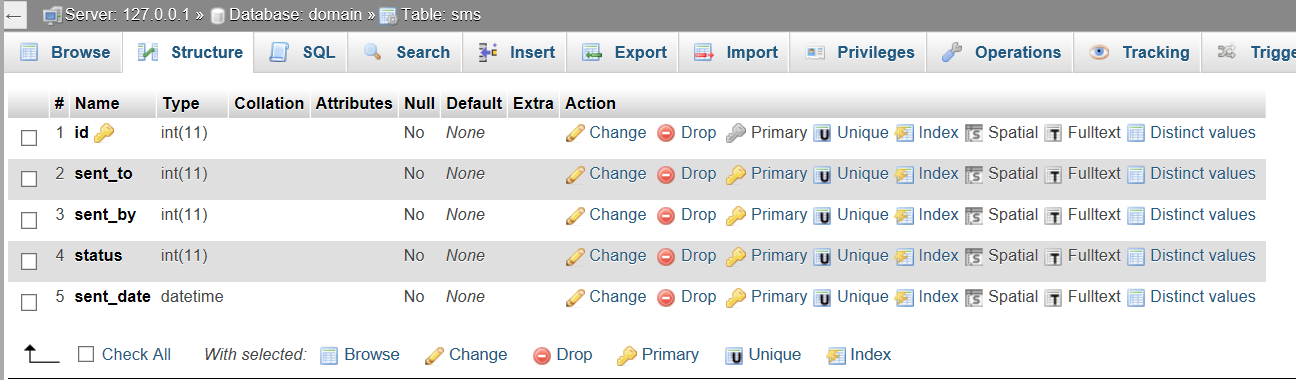 Server: 127.0.0.1 » Database: domain » Table: sms
Browse Structure SQL Search Insert Export Import Privileges Operations Tracking Trigge
# Name Type Collation Attributes Null Default Extra Action
1 id int(11) No None Change Drop Primary Unique Index Spatial Fulltext Distinct values
2 sent_to int(11) No None Change Drop Primary Unique Index Spatial Fulltext Distinct values
3 sent_by int(11) No None Change Drop Primary Unique Index Spatial Fulltext Distinct values
4 status int(11) No None Change Drop Primary Unique Index Spatial Fulltext Distinct values
5 sent_date datetime No None Change Drop Primary Unique Index Spatial Fulltext Distinct values
Check All With selected: Browse Change Drop Primary Unique Index